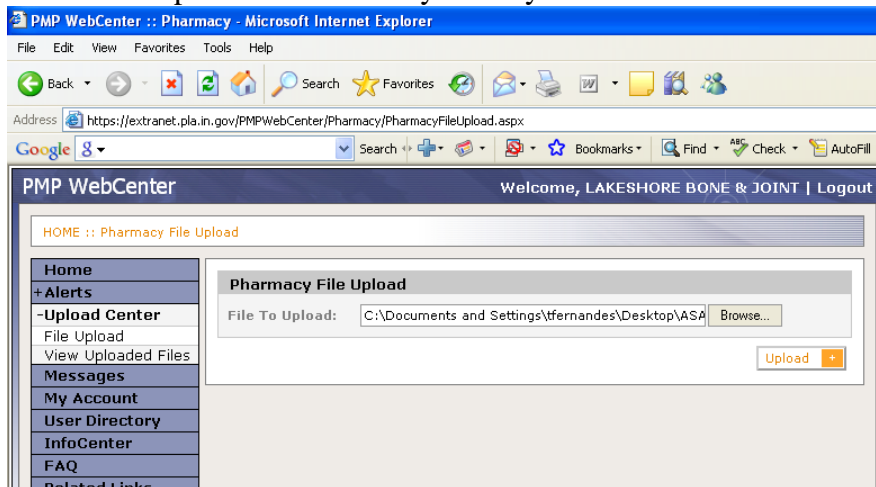 PMP WebCenter :: Pharmacy - Microsoft Internet Explorer
File Edit View Favorites Tools Help
Back Search Favorites
Address https://extranet.pla.in.gov/PMPWebCenter/Pharmacy/PharmacyFileUpload.aspx
Google Search Bookmarks Find Check AutoFill
PMP WebCenter Welcome, LAKESHORE BONE & JOINT | Logout
HOME :: Pharmacy File Upload
Home
+Alerts
-Upload Center
File Upload
View Uploaded Files
Messages
My Account
User Directory
InfoCenter
FAQ
Related Links
Pharmacy File Upload
File To Upload: C:\Documents and Settings\tfernandes\Desktop\ASA Browse...
Upload +